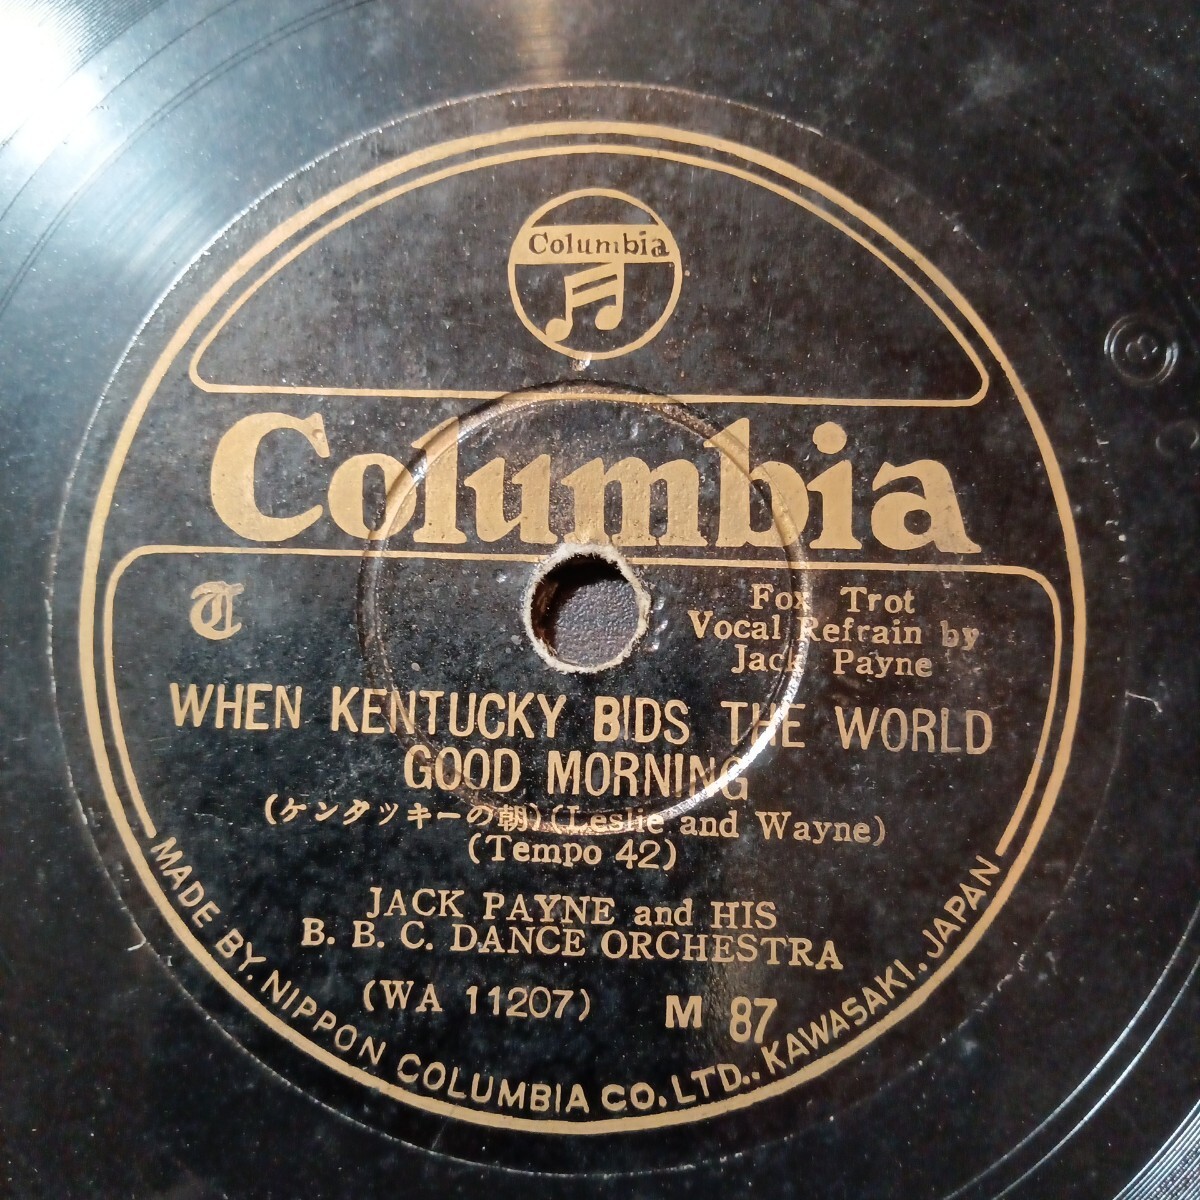 Columbia
Columbia
T
Fox Trot
Vocal Refrain by
Jack Payne
WHEN KENTUCKY BIDS THE WORLD
GOOD MORNING
(ケンタッキーの朝) (Leslie and Wayne)
(Tempo 42)
JACK PAYNE and HIS
B. B. C. DANCE ORCHESTRA
(WA 11207) M 87
MADE BY. NIPPON COLUMBIA CO. LTD., KAWASAKI. JAPAN